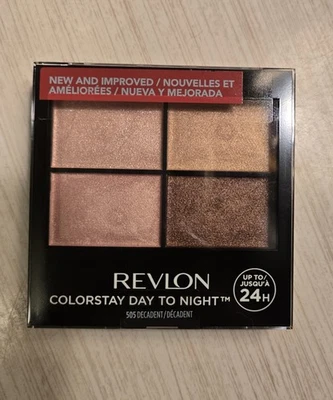 NEW AND IMPROVED / NOUVELLES ET
AMÉLIORÉES / NUEVA Y MEJORADA
REVLON
COLORSTAY DAY TO NIGHT™
505 DECADENT/DÉCADENT
UP TO/
JUSQU'À
24H